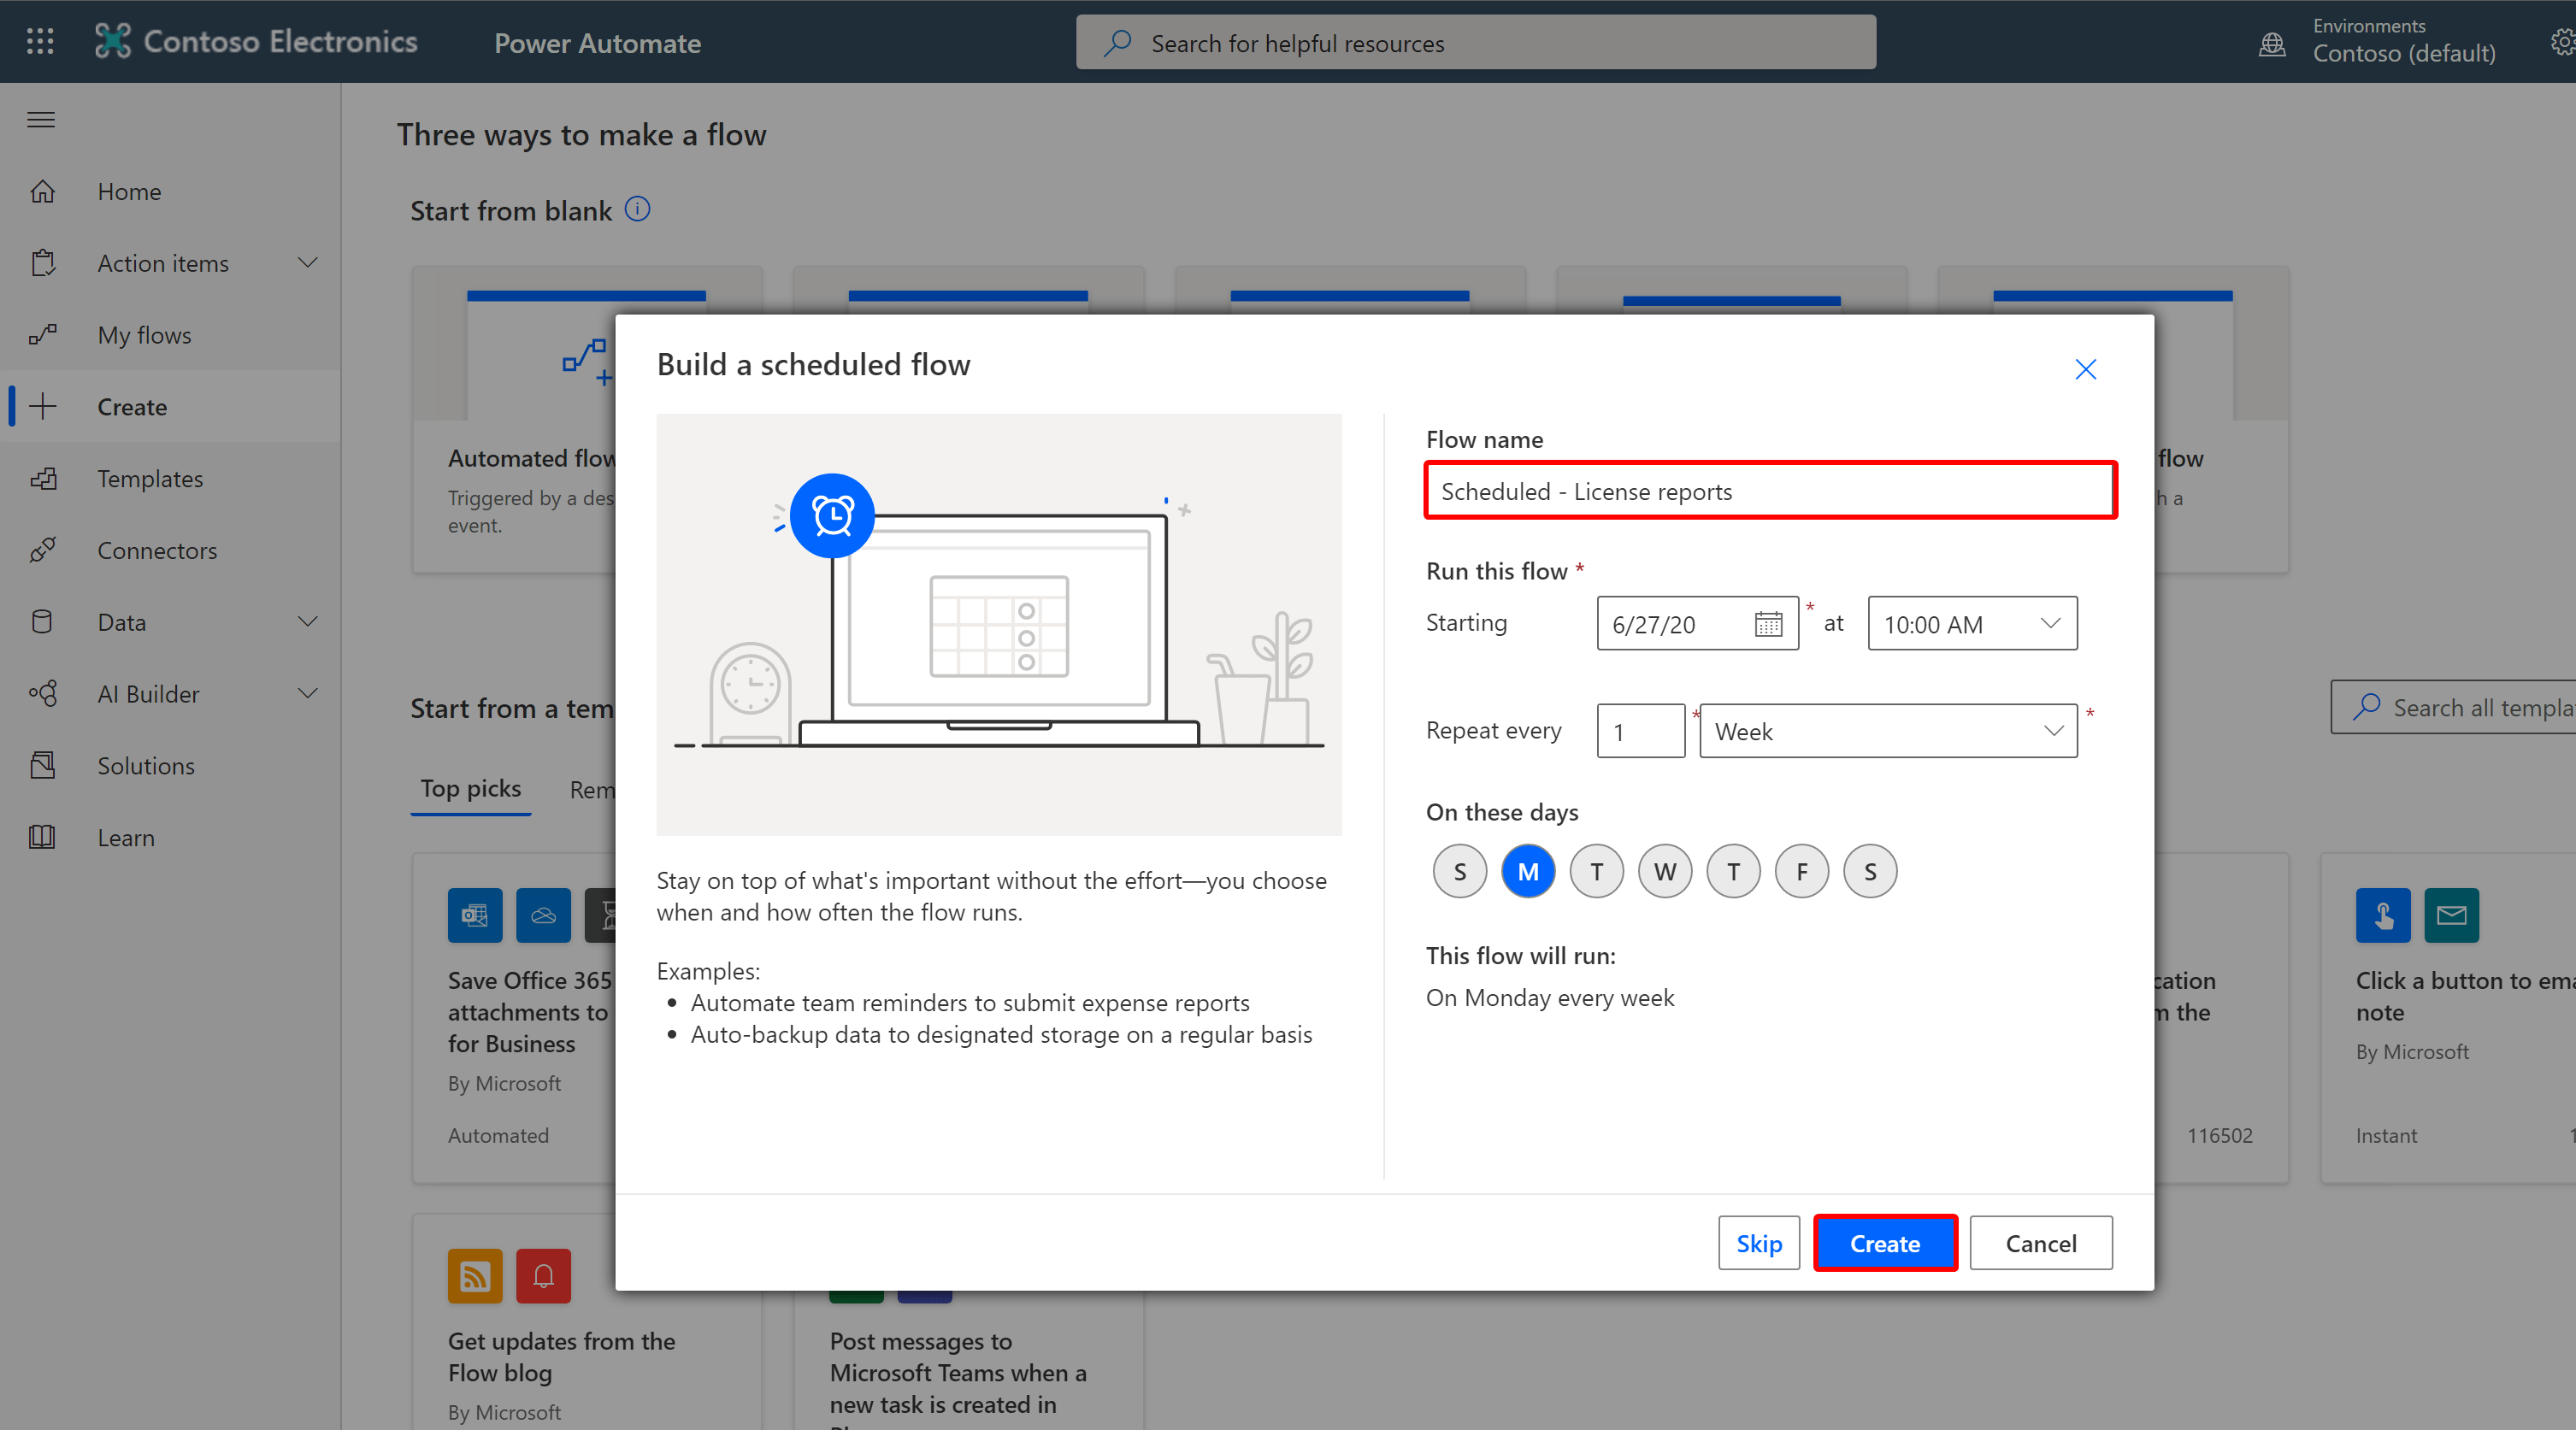 Contoso Electronics
Power Automate
Search for helpful resources
Environments
Contoso (default)
Home
Action items
My flows
Create
Templates
Connectors
Data
AI Builder
Solutions
Learn
Three ways to make a flow
Start from blank
Automated flow
Triggered by a des
event.
flow
h a
Build a scheduled flow
Stay on top of what's important without the effort—you choose
when and how often the flow runs.
Examples:
• Automate team reminders to submit expense reports
• Auto-backup data to designated storage on a regular basis
Flow name
Scheduled - License reports
Run this flow *
Starting
6/27/20
*
at
10:00 AM
Repeat every
1
*
Week
*
On these days
S
M
T
W
T
F
S
This flow will run:
On Monday every week
Skip
Create
Cancel
Start from a tem
Search all templa
Top picks
Rem
Save Office 365
attachments to
for Business
By Microsoft
Automated
cation
m the
116502
Click a button to ema
note
By Microsoft
Instant
1
Get updates from the
Flow blog
By Microsoft
Post messages to
Microsoft Teams when a
new task is created in